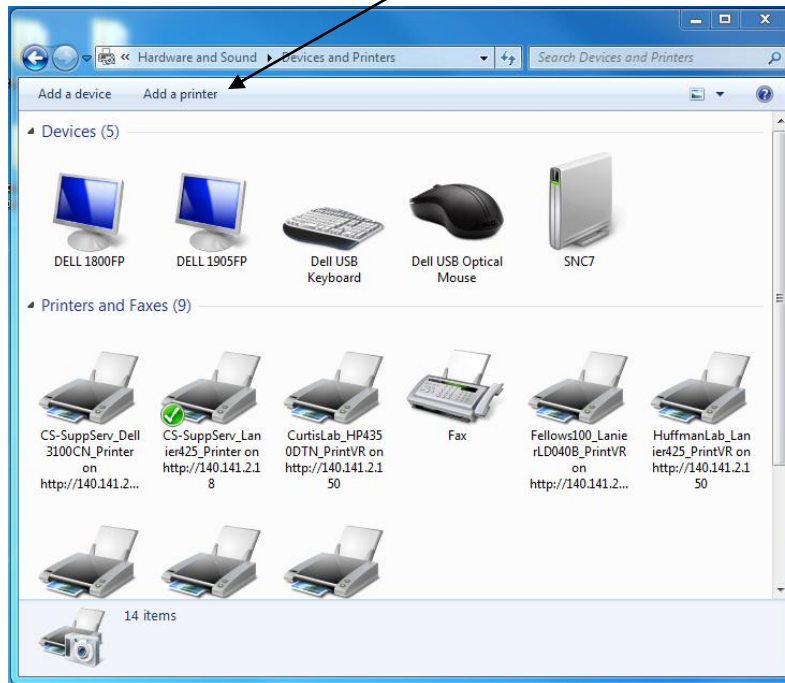 « Hardware and Sound ▸ Devices and Printers
Search Devices and Printers
Add a device Add a printer
Devices (5)
DELL 1800FP
DELL 1905FP
Dell USB
Keyboard
Dell USB Optical
Mouse
SNC7
Printers and Faxes (9)
CS-SuppServ_Dell
3100CN_Printer
on
http://140.141.2...
CS-SuppServ_Lan
ier425_Printer on
http://140.141.2.1
8
CurtisLab_HP435
0DTN_PrintVR on
http://140.141.2.1
50
Fax
Fellows100_Lanie
rLD040B_PrintVR
on
http://140.141.2...
HuffmanLab_Lan
ier425_PrintVR on
http://140.141.2.1
50
14 items